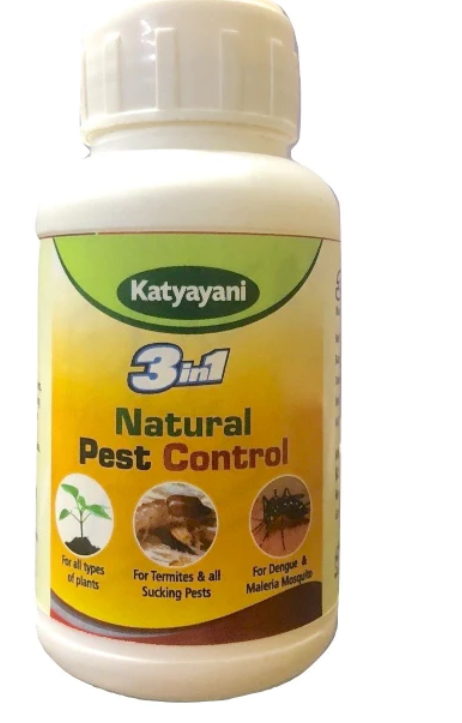 Katyayani
3in1
Natural
Pest Control
For all types
of plants
For Termites & all
Sucking Pests
For Dengue &
Maleria Mosquito